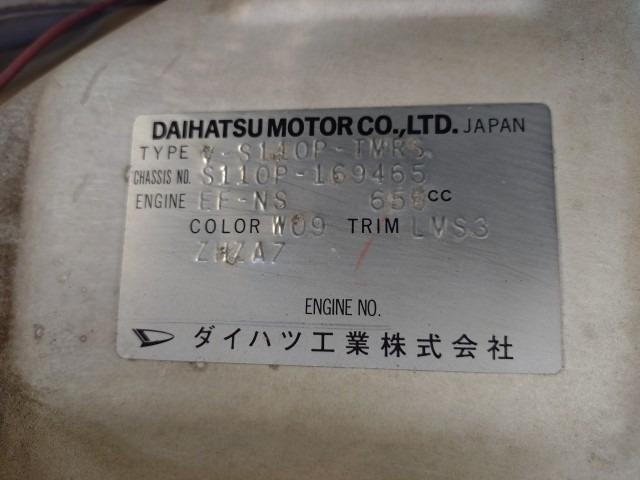 DAIHATSU MOTOR CO.,LTD. JAPAN
TYPE V-S110P-TMRS
CHASSIS NO. S110P-169465
ENGINE EF-NS 658CC
COLOR W09 TRIM LVS3
ZHZA7
ENGINE NO.
ダイハツ工業株式会社